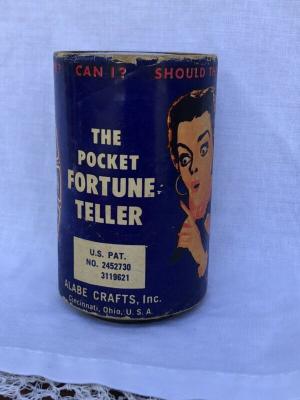 ? CAN I? SHOULD
THE
POCKET
FORTUNE-
TELLER
U.S. PAT.
NO. 2452730
3119621
ALABE CRAFTS, Inc.
Cincinnati, Ohio, U. S. A.